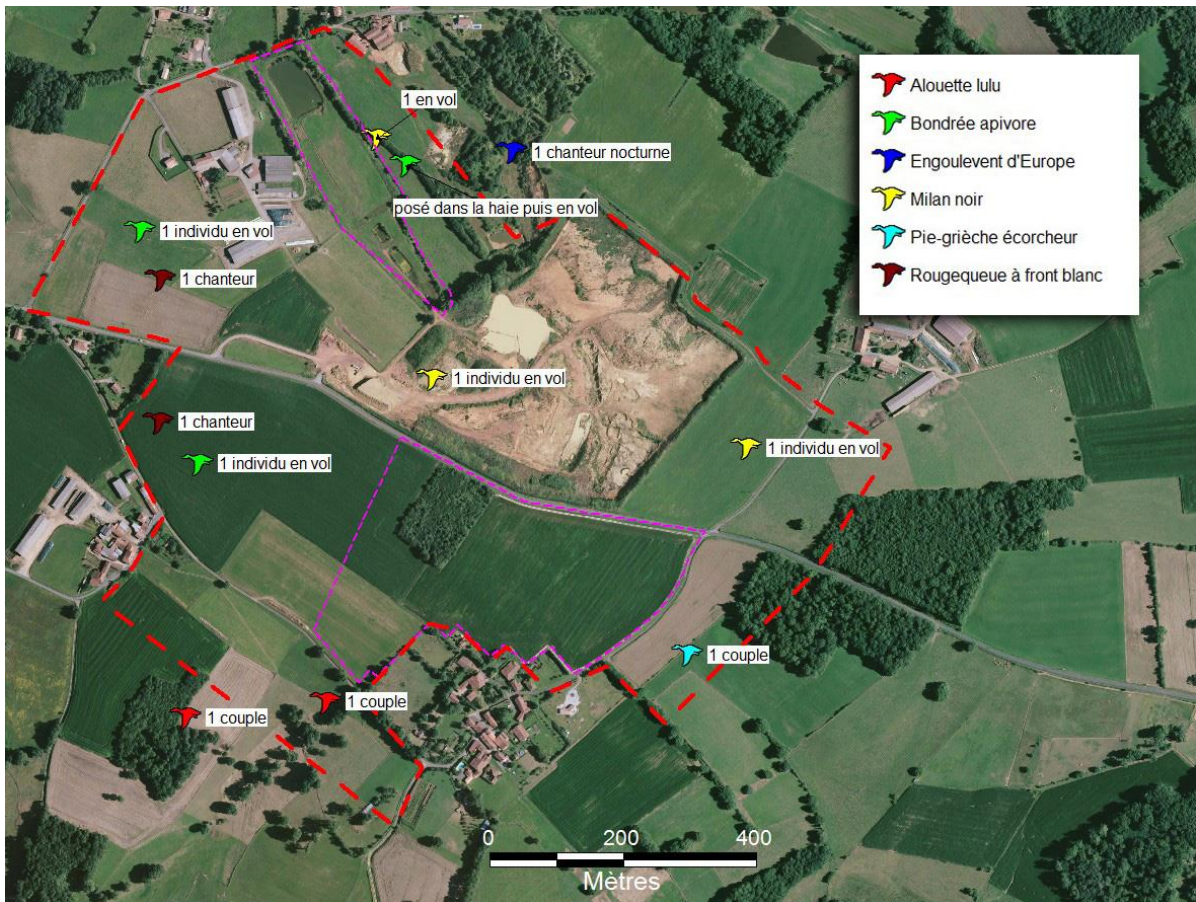 1 en vol
1 chanteur nocturne
posé dans la haie puis en vol
1 individu en vol
1 chanteur
1 individu en vol
1 chanteur
1 individu en vol
1 individu en vol
1 couple
1 couple
1 couple
Alouette lulu
Bondrée apivore
Engoulevent d'Europe
Milan noir
Pie-grièche écorcheur
Rougequeue à front blanc
0 200 400
Mètres